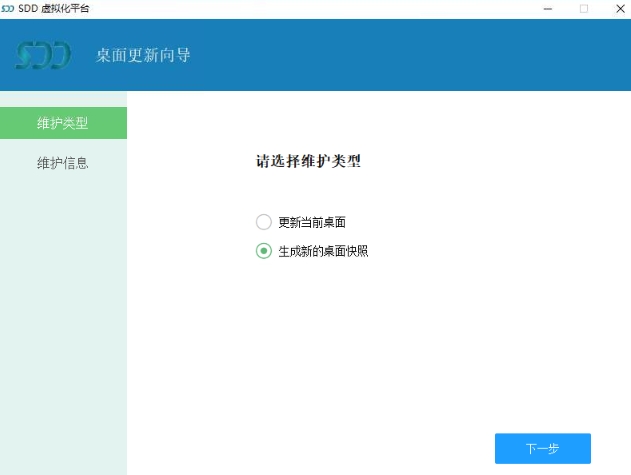 SDD 虚拟化平台
SDD 桌面更新向导
维护类型
维护信息
请选择维护类型
更新当前桌面
生成新的桌面快照
下一步